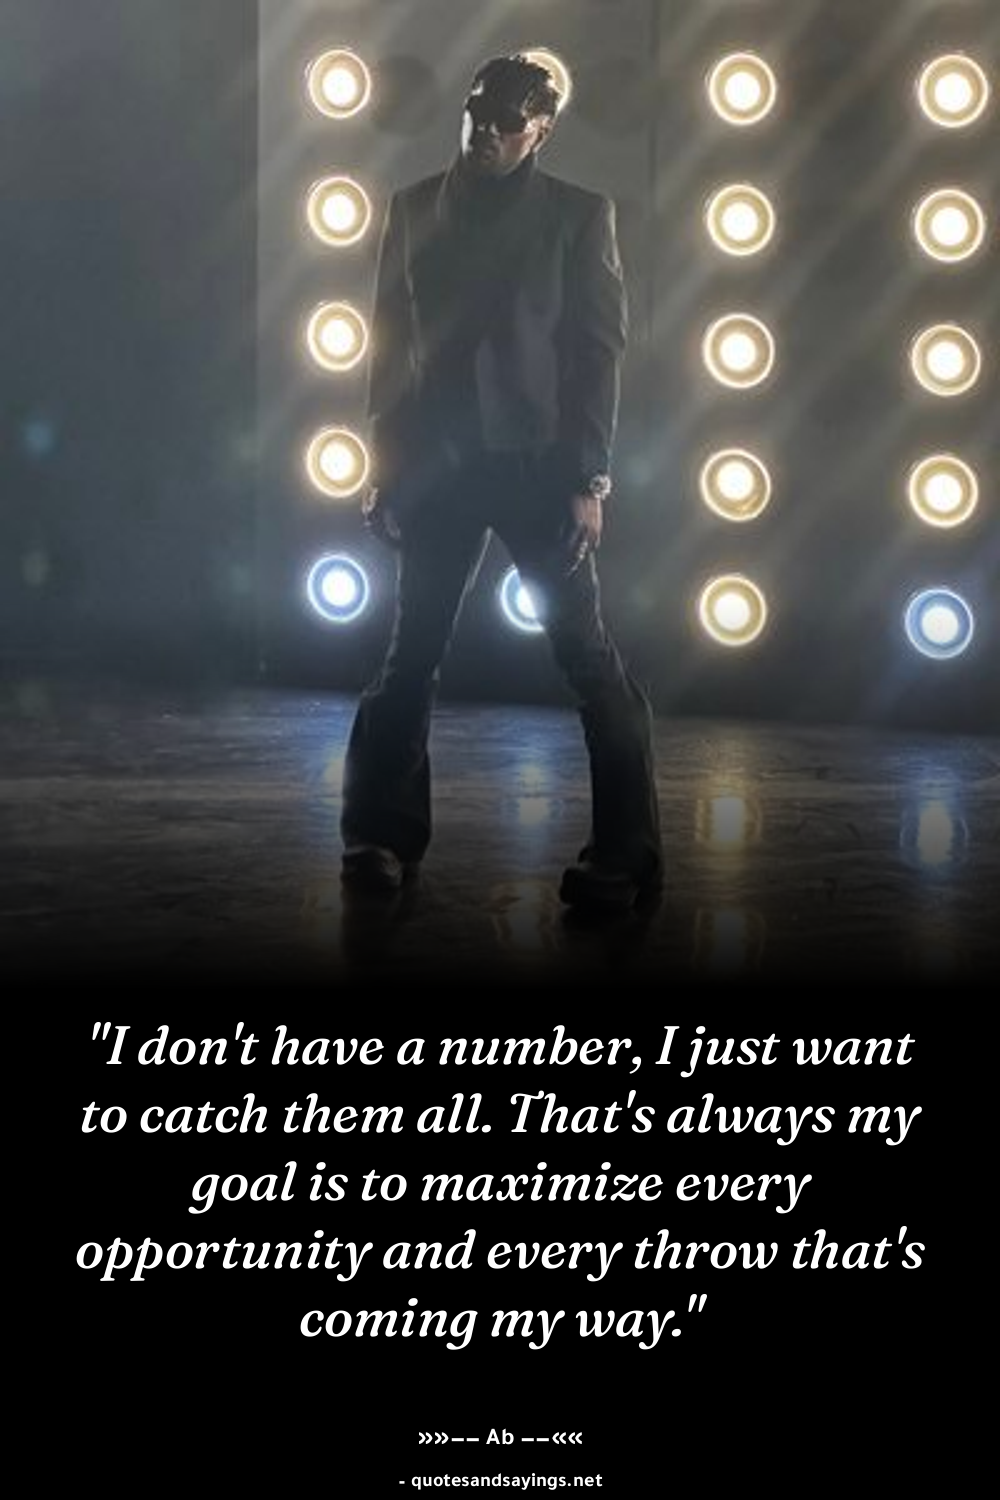 "I don't have a number, I just want
to catch them all. That's always my
goal is to maximize every
opportunity and every throw that's
coming my way."
»»−− Ab −−««
- quotesandsayings.net